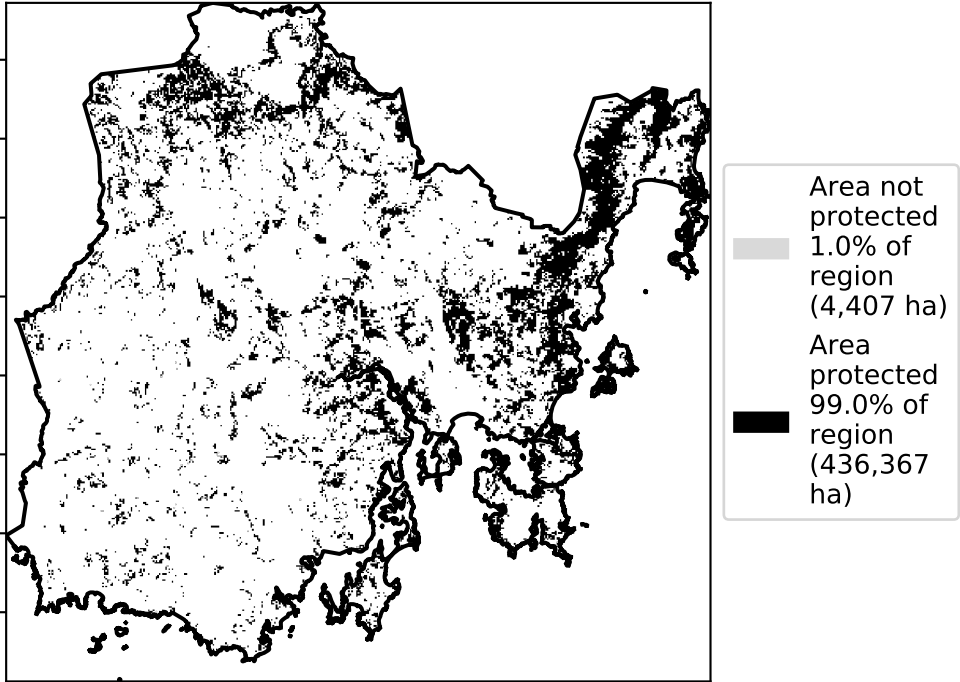 Area not
protected
1.0% of
region
(4,407 ha)
Area
protected
99.0% of
region
(436,367
ha)